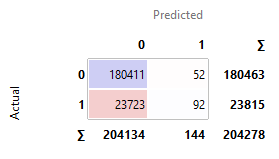 Predicted
0 1 Σ
0 180411 52 180463
Actual
1 23723 92 23815
Σ 204134 144 204278